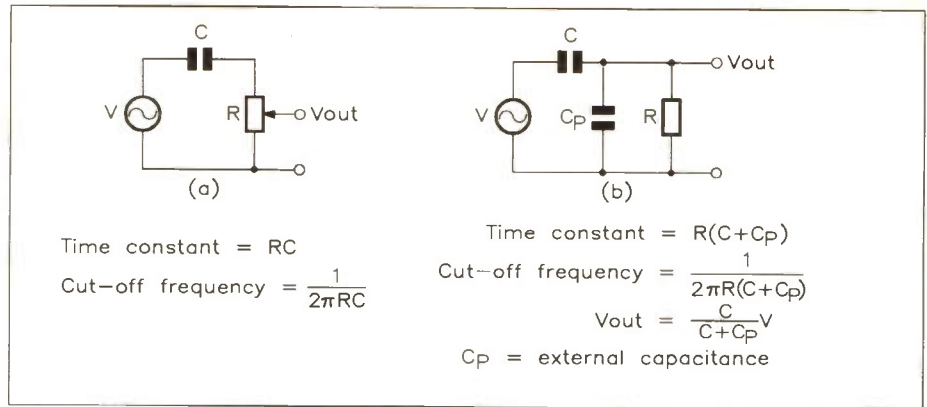 C
V
R
Vout
(a)
Time constant = RC
Cut-off frequency = 1/2πRC
C
Vout
V
CP
R
(b)
Time constant = R(C+CP)
Cut-off frequency = 1/2πR(C+CP)
Vout = C/C+CP V
CP = external capacitance